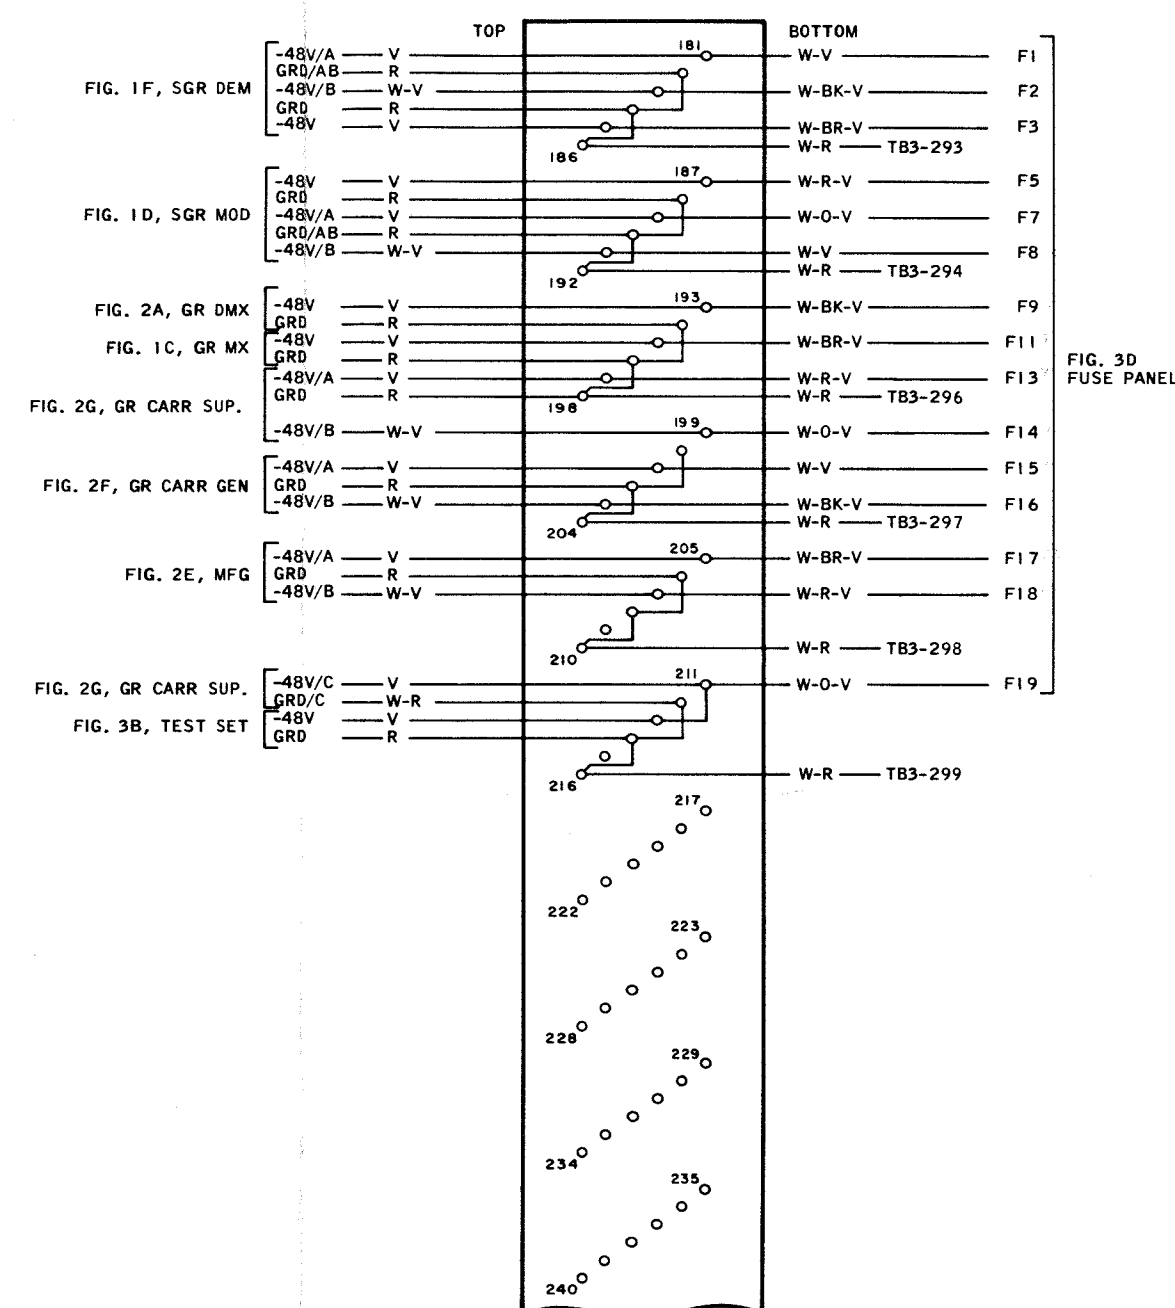 TOP BOTTOM
-48V/A V 181 W-V F1
GRD/AB R
FIG. 1F, SGR DEM -48V/B W-V W-BK-V F2
GRD R
-48V V W-BR-V F3
186 W-R TB3-293
-48V V 187 W-R-V F5
GRD R
FIG. 1D, SGR MOD -48V/A V W-O-V F7
GRD/AB R
-48V/B W-V W-V F8
192 W-R TB3-294
FIG. 2A, GR DMX -48V V 193 W-BK-V F9
GRD R
FIG. 1C, GR MX -48V V W-BR-V F11
GRD R
FIG. 3D
FUSE PANEL
-48V/A V W-R-V F13
FIG. 2G, GR CARR SUP. GRD R 198 W-R TB3-296
-48V/B W-V 199 W-O-V F14
-48V/A V W-V F15
FIG. 2F, GR CARR GEN GRD R
-48V/B W-V W-BK-V F16
204 W-R TB3-297
-48V/A V 205 W-BR-V F17
FIG. 2E, MFG GRD R
-48V/B W-V W-R-V F18
210 W-R TB3-298
FIG. 2G, GR CARR SUP. -48V/C V 211 W-O-V F19
GRD/C W-R
FIG. 3B, TEST SET -48V V
GRD R
216 W-R TB3-299
217
222
223
228
229
234
235
240